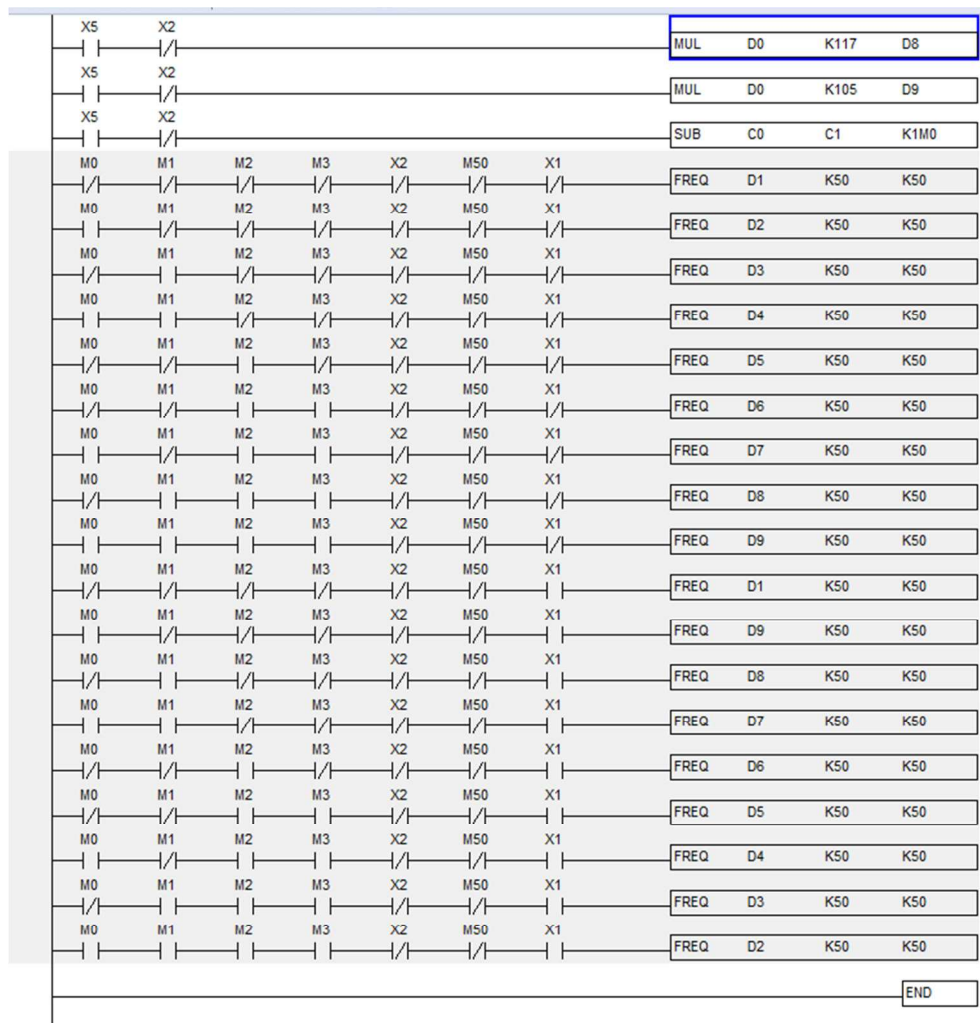 X5 X2
MUL D0 K117 D8
X5 X2
MUL D0 K105 D9
X5 X2
SUB C0 C1 K1M0
M0 M1 M2 M3 X2 M50 X1
FREQ D1 K50 K50
M0 M1 M2 M3 X2 M50 X1
FREQ D2 K50 K50
M0 M1 M2 M3 X2 M50 X1
FREQ D3 K50 K50
M0 M1 M2 M3 X2 M50 X1
FREQ D4 K50 K50
M0 M1 M2 M3 X2 M50 X1
FREQ D5 K50 K50
M0 M1 M2 M3 X2 M50 X1
FREQ D6 K50 K50
M0 M1 M2 M3 X2 M50 X1
FREQ D7 K50 K50
M0 M1 M2 M3 X2 M50 X1
FREQ D8 K50 K50
M0 M1 M2 M3 X2 M50 X1
FREQ D9 K50 K50
M0 M1 M2 M3 X2 M50 X1
FREQ D1 K50 K50
M0 M1 M2 M3 X2 M50 X1
FREQ D9 K50 K50
M0 M1 M2 M3 X2 M50 X1
FREQ D8 K50 K50
M0 M1 M2 M3 X2 M50 X1
FREQ D7 K50 K50
M0 M1 M2 M3 X2 M50 X1
FREQ D6 K50 K50
M0 M1 M2 M3 X2 M50 X1
FREQ D5 K50 K50
M0 M1 M2 M3 X2 M50 X1
FREQ D4 K50 K50
M0 M1 M2 M3 X2 M50 X1
FREQ D3 K50 K50
M0 M1 M2 M3 X2 M50 X1
FREQ D2 K50 K50
END